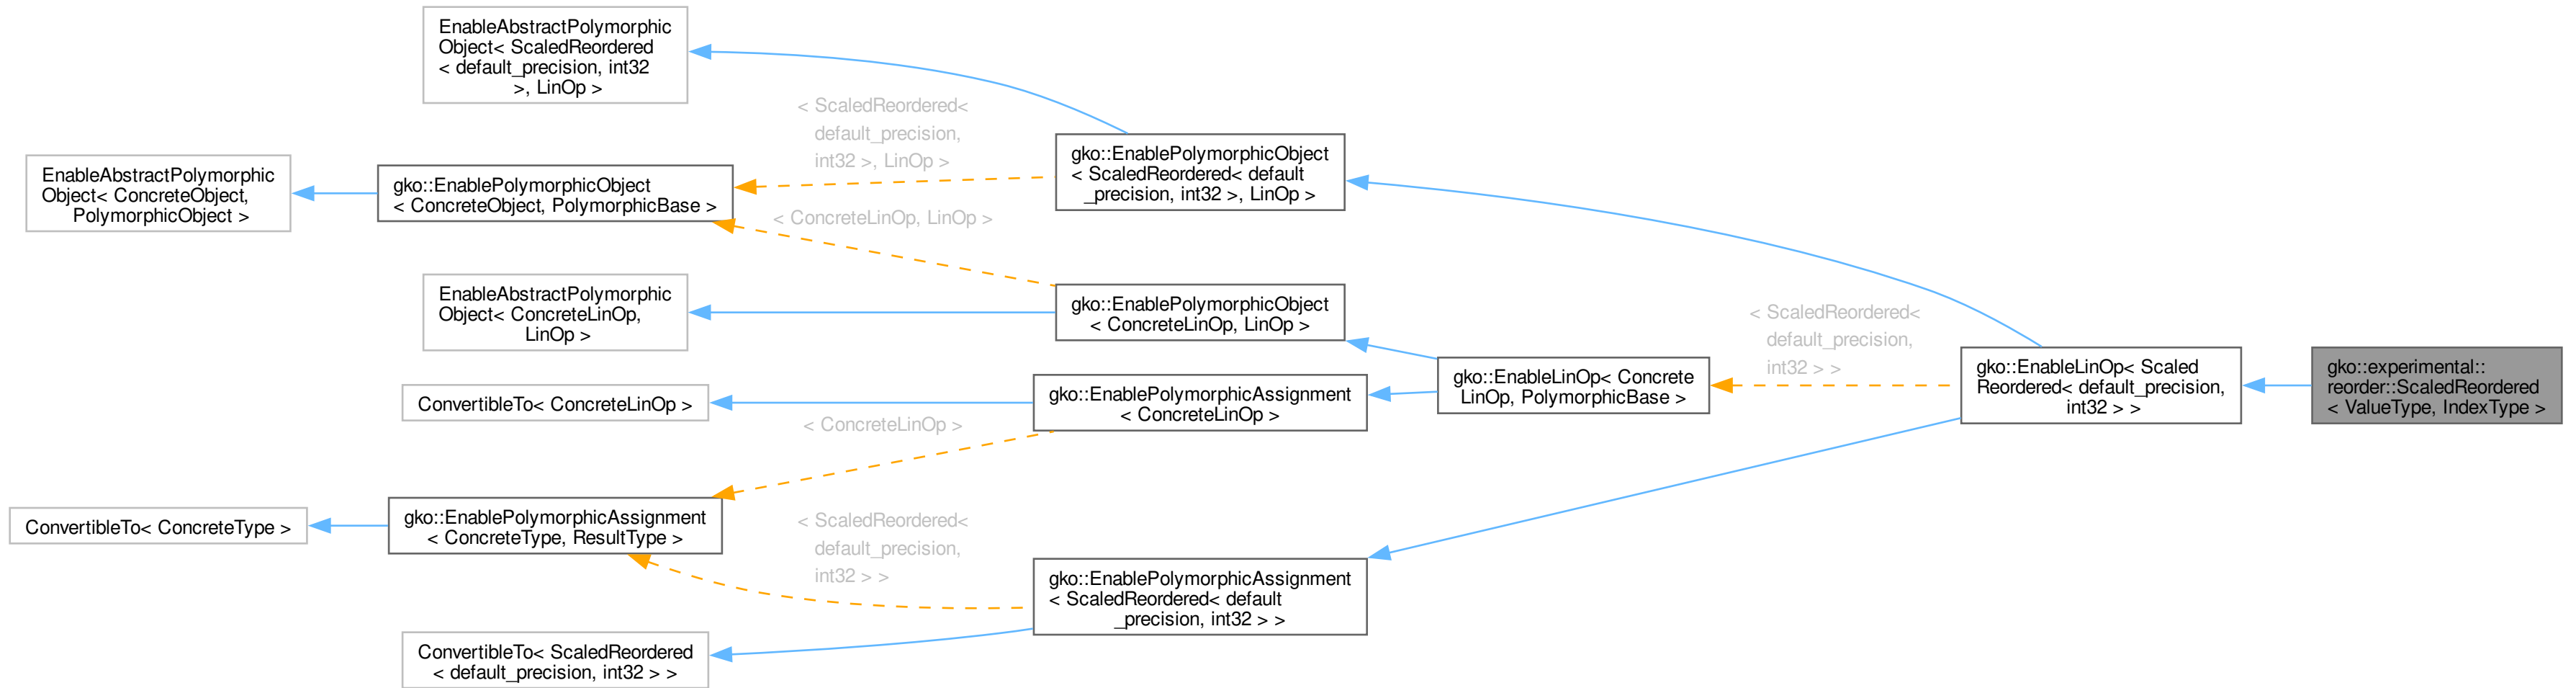 EnableAbstractPolymorphic
Object< ScaledReordered
< default_precision, int32
>, LinOp >
EnableAbstractPolymorphic
Object< ConcreteObject,
PolymorphicObject >
gko::EnablePolymorphicObject
< ConcreteObject, PolymorphicBase >
< ScaledReordered<
default_precision,
int32 >, LinOp >
gko::EnablePolymorphicObject
< ScaledReordered< default
_precision, int32 >, LinOp >
< ConcreteLinOp, LinOp >
EnableAbstractPolymorphic
Object< ConcreteLinOp,
LinOp >
gko::EnablePolymorphicObject
< ConcreteLinOp, LinOp >
ConvertibleTo< ConcreteLinOp >
gko::EnablePolymorphicAssignment
< ConcreteLinOp >
gko::EnableLinOp< Concrete
LinOp, PolymorphicBase >
< ScaledReordered<
default_precision,
int32 > >
gko::EnableLinOp< Scaled
Reordered< default_precision,
int32 > >
gko::experimental::
reorder::ScaledReordered
< ValueType, IndexType >
< ConcreteLinOp >
ConvertibleTo< ConcreteType >
gko::EnablePolymorphicAssignment
< ConcreteType, ResultType >
< ScaledReordered<
default_precision,
int32 > >
gko::EnablePolymorphicAssignment
< ScaledReordered< default
_precision, int32 > >
ConvertibleTo< ScaledReordered
< default_precision, int32 > >